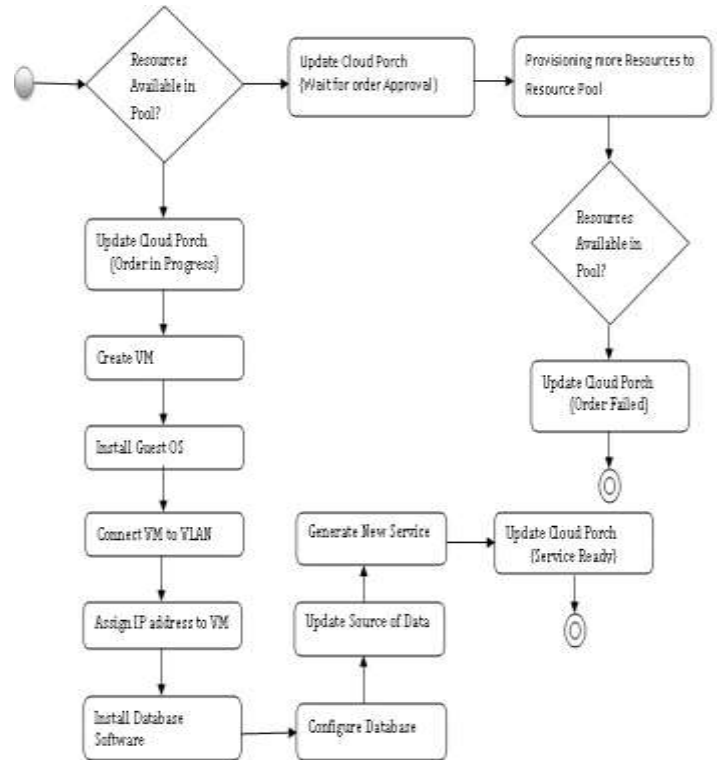 Resources
Available in
Pool?
Update Cloud Porch
(Wait for order Approval)
Provisioning more Resources to
Resource Pool
Resources
Available in
Pool?
Update Cloud Porch
(Order Failed)
Update Cloud Porch
(Order in Progress)
Create VM
Install Guest OS
Connect VM to VLAN
Assign IP address to VM
Install Database
Software
Configure Database
Update Source of Data
Generate New Service
Update Cloud Porch
(Service Ready)